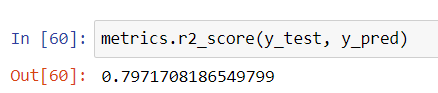 In [60]: metrics.r2_score(y_test, y_pred)
Out[60]: 0.7971708186549799